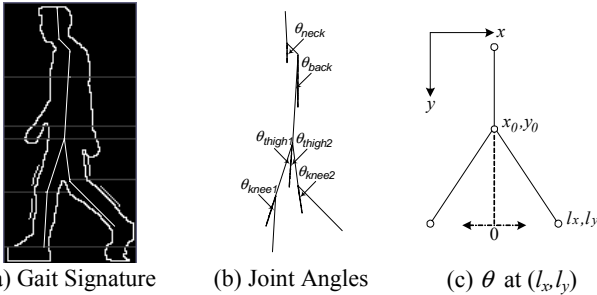 θneck
θback
θthigh1 θthigh2
θknee2
θknee1
x
y
x0,y0
lx,ly
0
a) Gait Signature (b) Joint Angles (c) θ at (lx,ly)